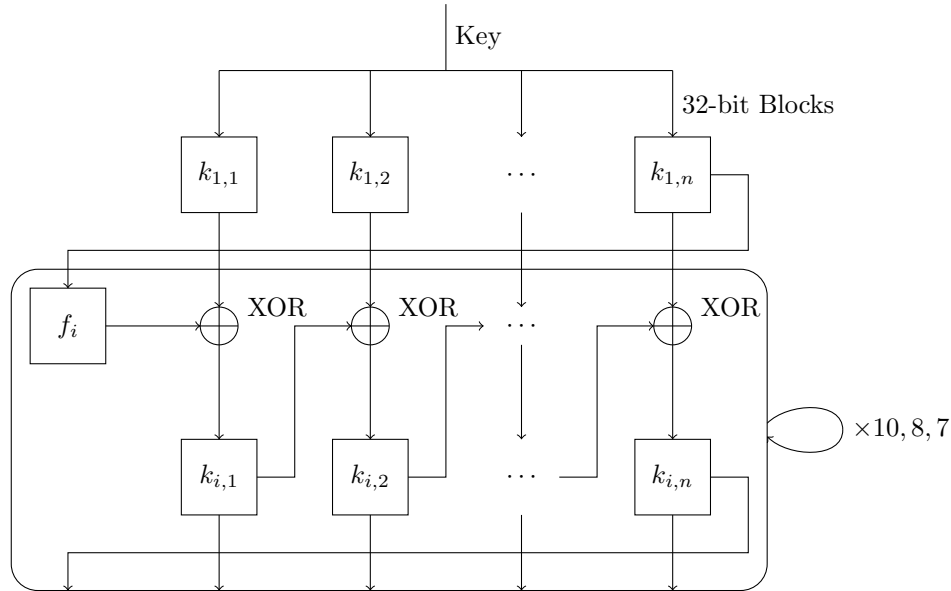 Key
32-bit Blocks
k1,1
k1,2
...
k1,n
fi
XOR
XOR
...
XOR
ki,1
ki,2
...
ki,n
×10, 8, 7